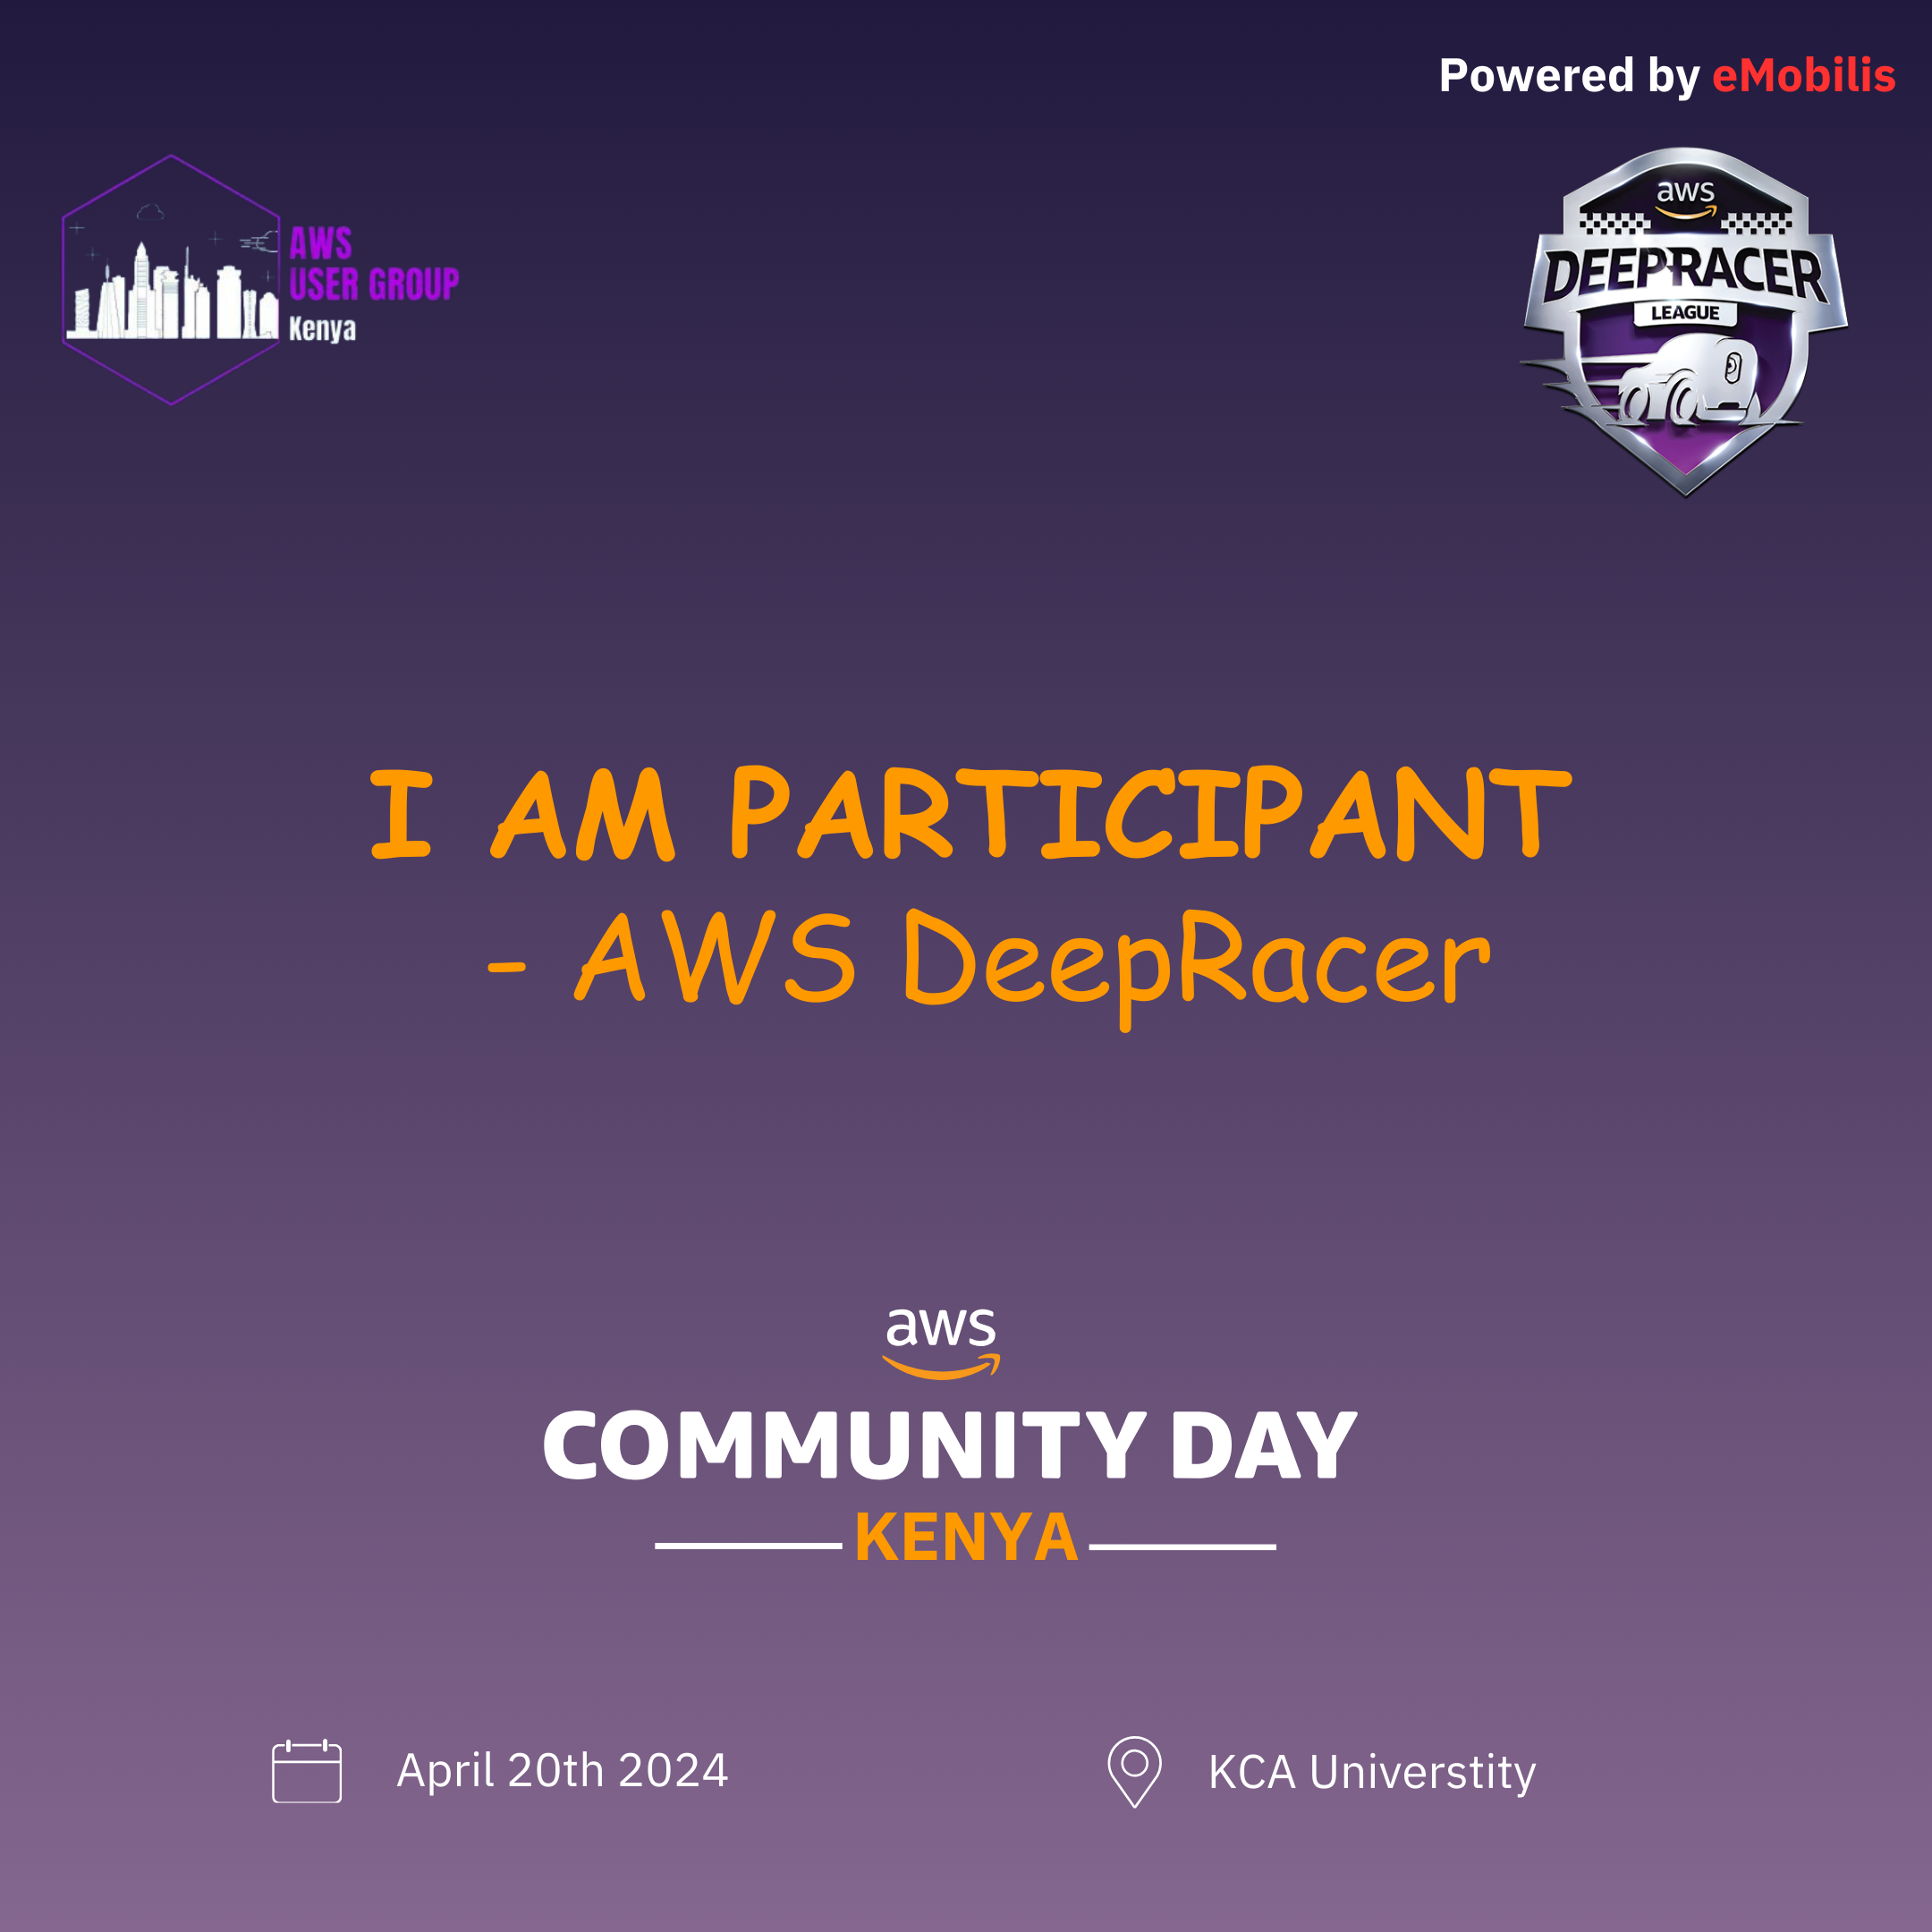 Powered by eMobilis
AWS
USER GROUP
Kenya
aws
DEEPRACER
LEAGUE
I AM PARTICIPANT
- AWS DeepRacer
aws
COMMUNITY DAY
KENYA
April 20th 2024
KCA Universtity